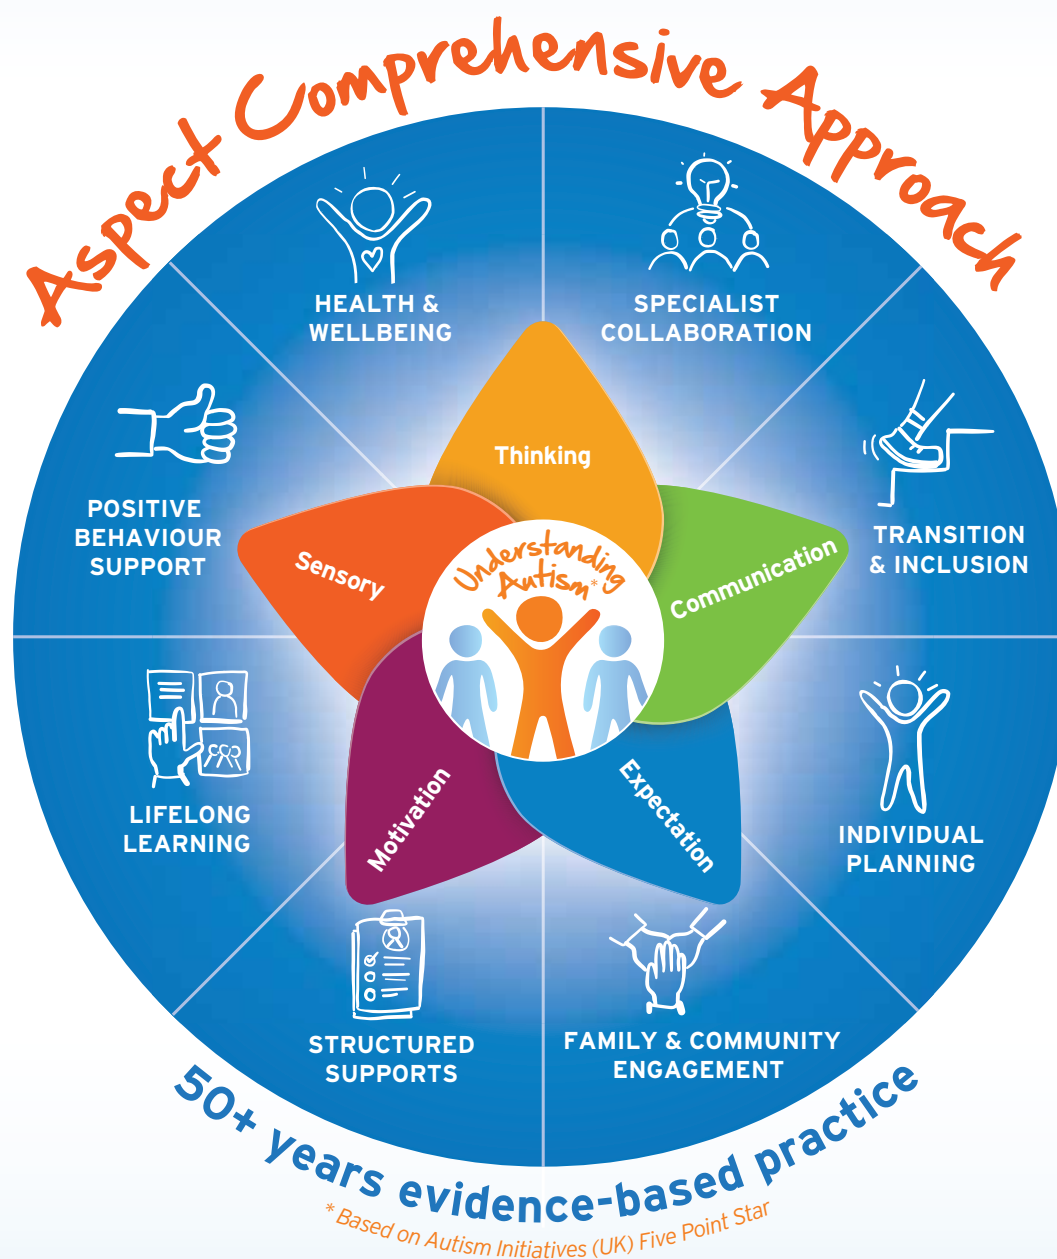 Aspect Comprehensive Approach
HEALTH &
WELLBEING
SPECIALIST
COLLABORATION
POSITIVE
BEHAVIOUR
SUPPORT
TRANSITION
& INCLUSION
Thinking
Sensory
Communication
Understanding
Autism*
Motivation
Expectation
LIFELONG
LEARNING
INDIVIDUAL
PLANNING
STRUCTURED
SUPPORTS
FAMILY & COMMUNITY
ENGAGEMENT
50+ years evidence-based practice
* Based on Autism Initiatives (UK) Five Point Star